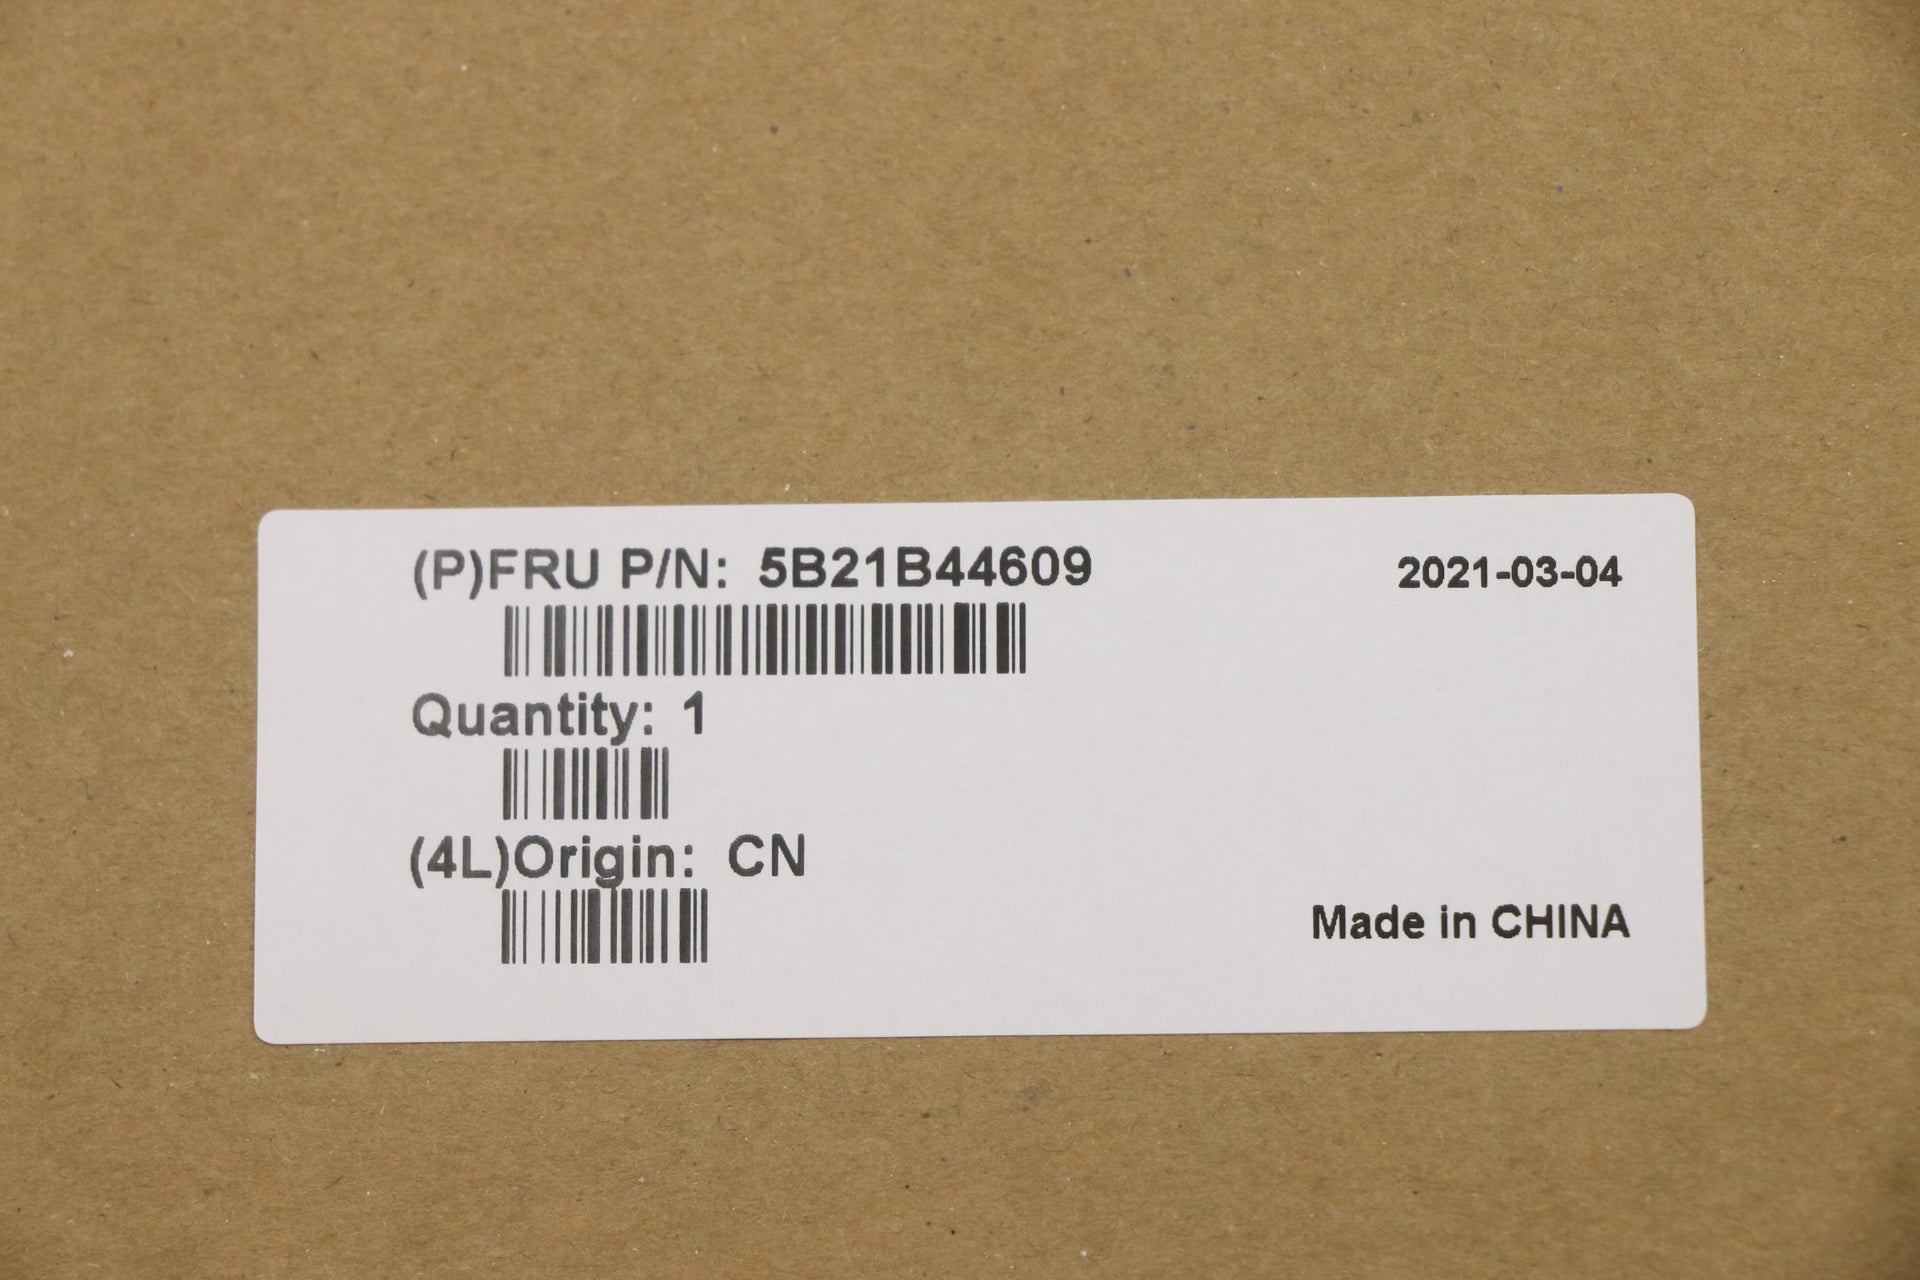 (P)FRU P/N: 5B21B44609
2021-03-04
Quantity: 1
(4L)Origin: CN
Made in CHINA